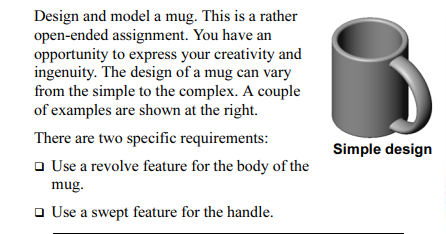 Design and model a mug. This is a rather
open-ended assignment. You have an
opportunity to express your creativity and
ingenuity. The design of a mug can vary
from the simple to the complex. A couple
of examples are shown at the right.
There are two specific requirements:
❑ Use a revolve feature for the body of the
mug.
❑ Use a swept feature for the handle.
Simple design